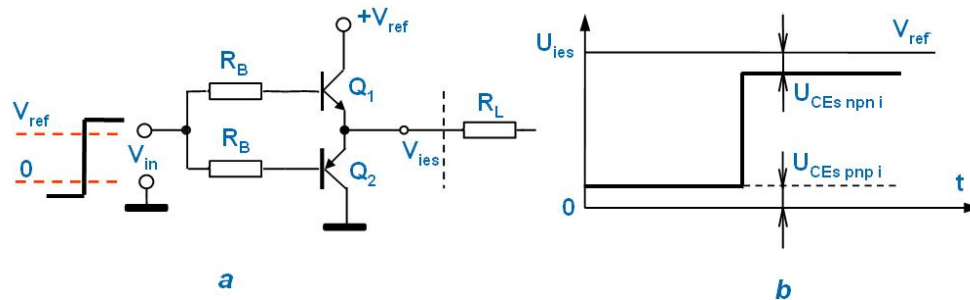 +V_ref
R_B
Q_1
V_ref
R_L
0
V_in
R_B
V_ies
Q_2
a
U_ies
V_ref
U_CEs npn i
U_CEs pnp i
0
t
b